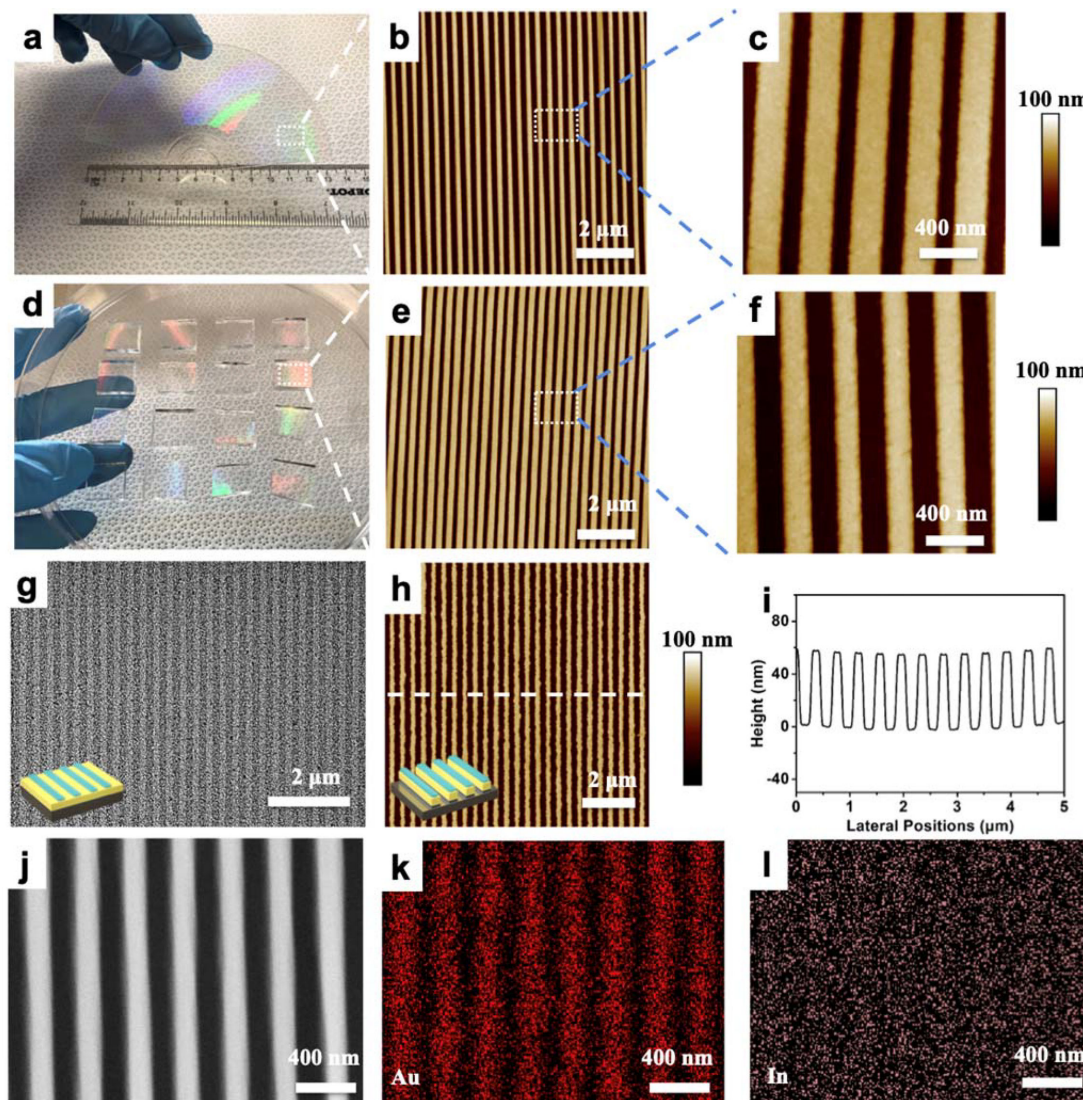 a
b
c
100 nm
2 μm
400 nm
DEPOT.
d
e
f
100 nm
2 μm
400 nm
g
h
i
100 nm
2 μm
2 μm
80
40
0
-40
Height (nm)
0 1 2 3 4 5
Lateral Positions (μm)
j
k
l
400 nm
Au
400 nm
In
400 nm